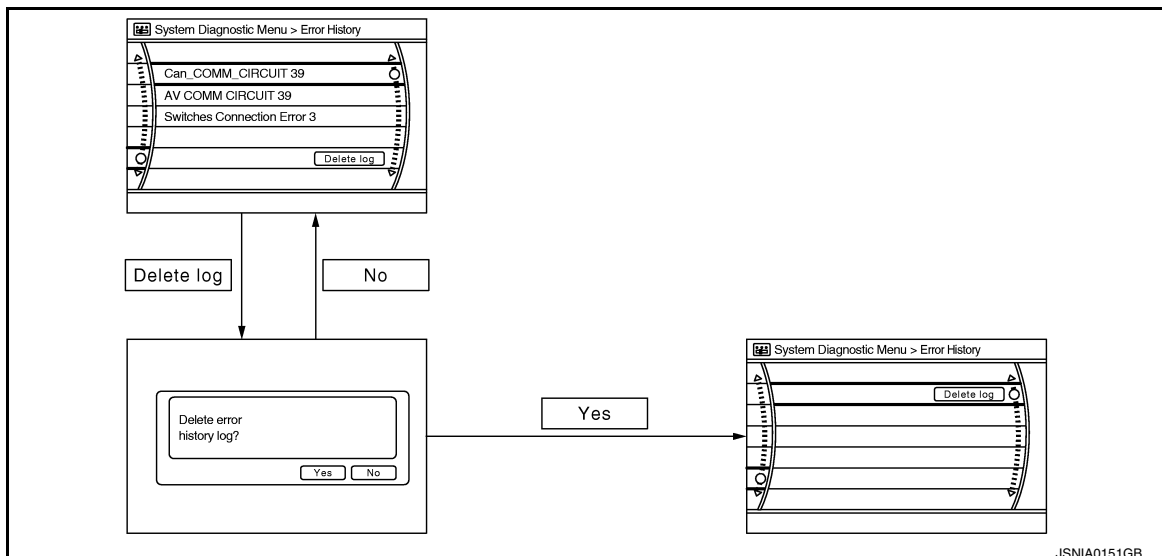 System Diagnostic Menu > Error History
Can_COMM_CIRCUIT 39
AV COMM CIRCUIT 39
Switches Connection Error 3
Delete log
Delete log
No
Delete error
history log?
Yes
No
Yes
System Diagnostic Menu > Error History
Delete log
JSNIA0151GB